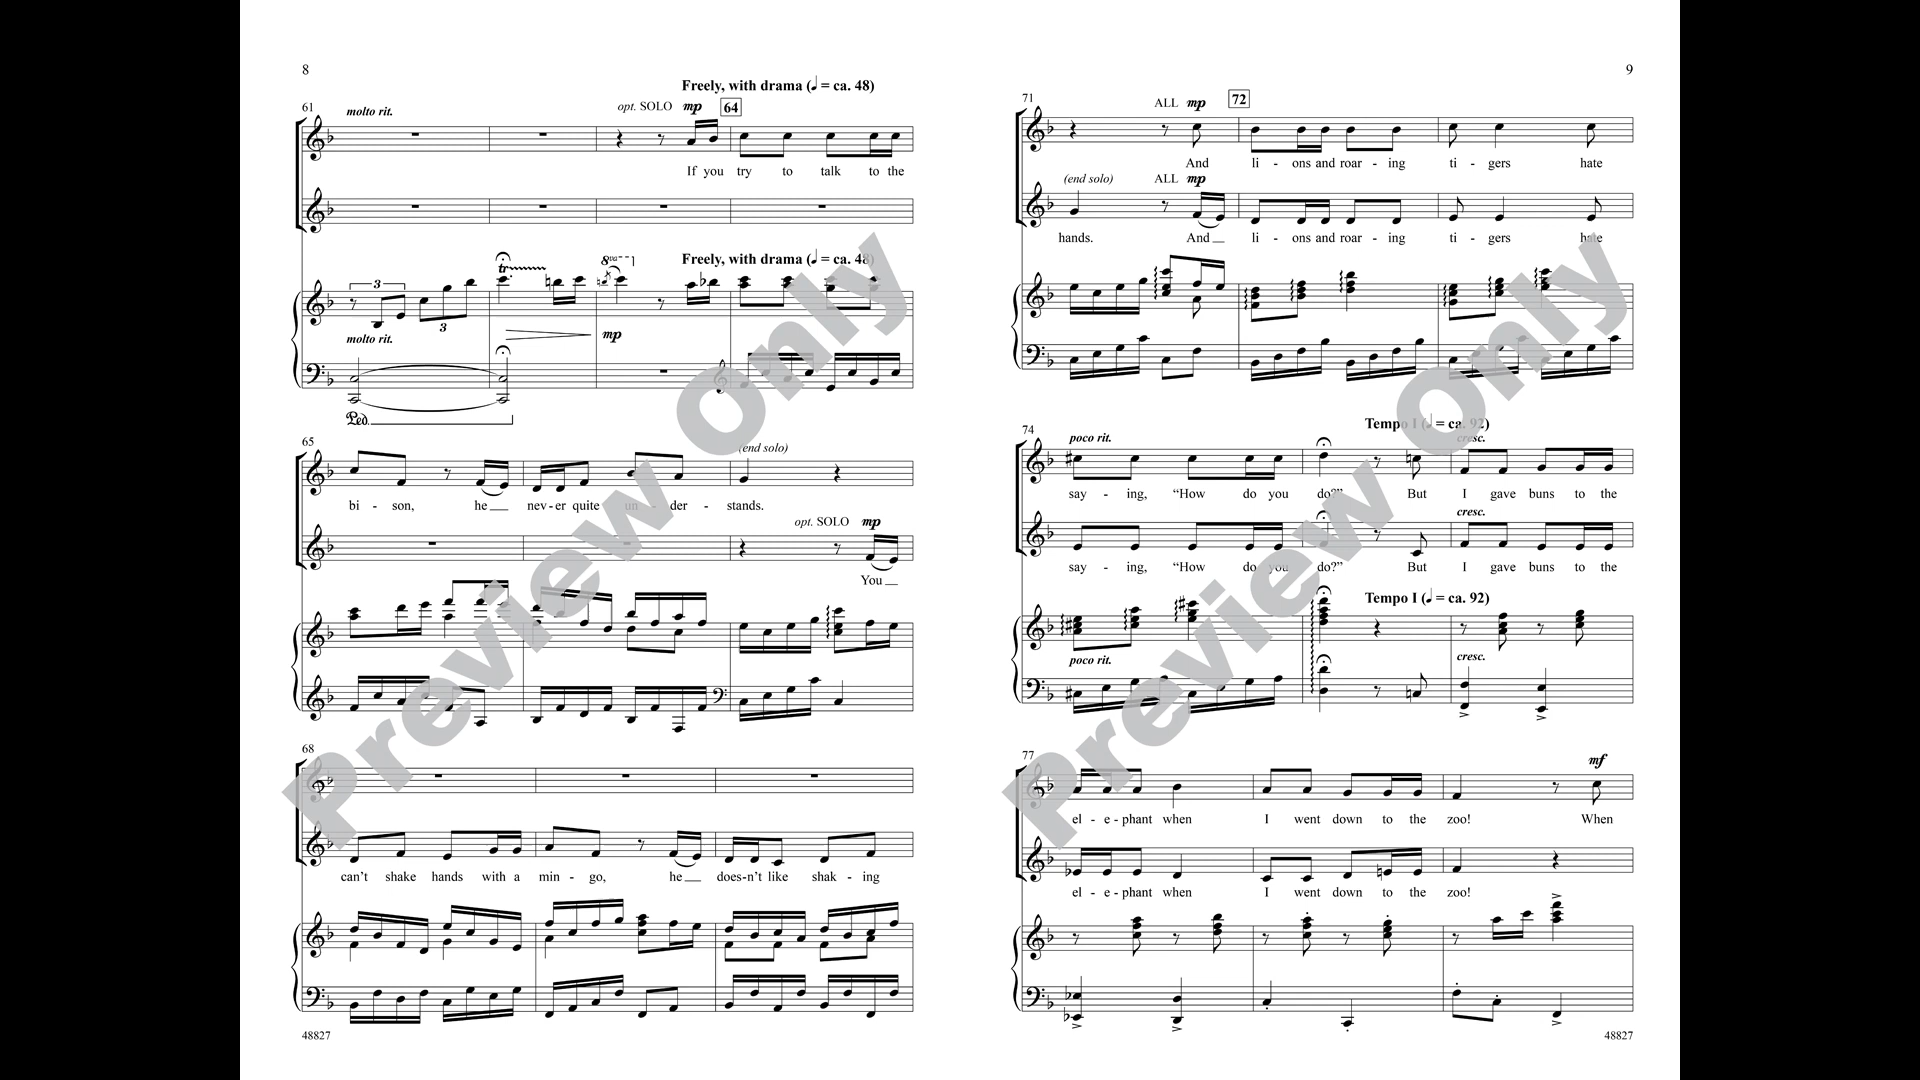 8
Freely, with drama (♩ = ca. 48)
61
molto rit.
opt. SOLO mp 64
If you try to talk to the
Freely, with drama (♩ = ca. 48)
3
8va
tr
3
mp
molto rit.
Ped.
65
(end solo)
bi - son, he nev - er quite un - der - stands.
opt. SOLO mp
You
68
can't shake hands with a min - go, he does - n't like shak - ing
48827
9
71
ALL mp 72
And li - ons and roar - ing ti - gers hate
(end solo) ALL mp
hands. And li - ons and roar - ing ti - gers hate
Tempo I (♩ = ca. 92)
74
poco rit.
cresc.
say - ing, “How do you do?” But I gave buns to the
cresc.
say - ing, “How do you do?” But I gave buns to the
Tempo I (♩ = ca. 92)
poco rit.
cresc.
77
mf
el - e - phant when I went down to the zoo! When
el - e - phant when I went down to the zoo!
48827
Preview Only
Preview Only